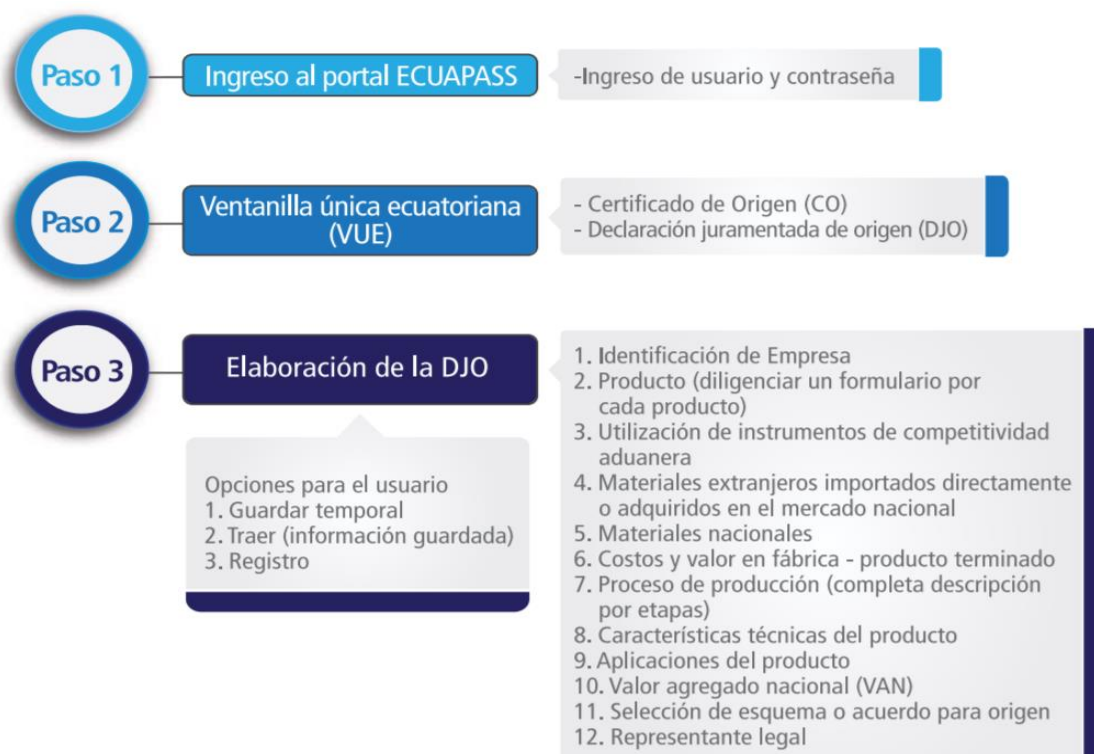 Paso 1
Ingreso al portal ECUAPASS
-Ingreso de usuario y contraseña
Paso 2
Ventanilla única ecuatoriana
(VUE)
- Certificado de Origen (CO)
- Declaración juramentada de origen (DJO)
Paso 3
Elaboración de la DJO
Opciones para el usuario
1. Guardar temporal
2. Traer (información guardada)
3. Registro
1. Identificación de Empresa
2. Producto (diligenciar un formulario por
cada producto)
3. Utilización de instrumentos de competitividad
aduanera
4. Materiales extranjeros importados directamente
o adquiridos en el mercado nacional
5. Materiales nacionales
6. Costos y valor en fábrica - producto terminado
7. Proceso de producción (completa descripción
por etapas)
8. Características técnicas del producto
9. Aplicaciones del producto
10. Valor agregado nacional (VAN)
11. Selección de esquema o acuerdo para origen
12. Representante legal